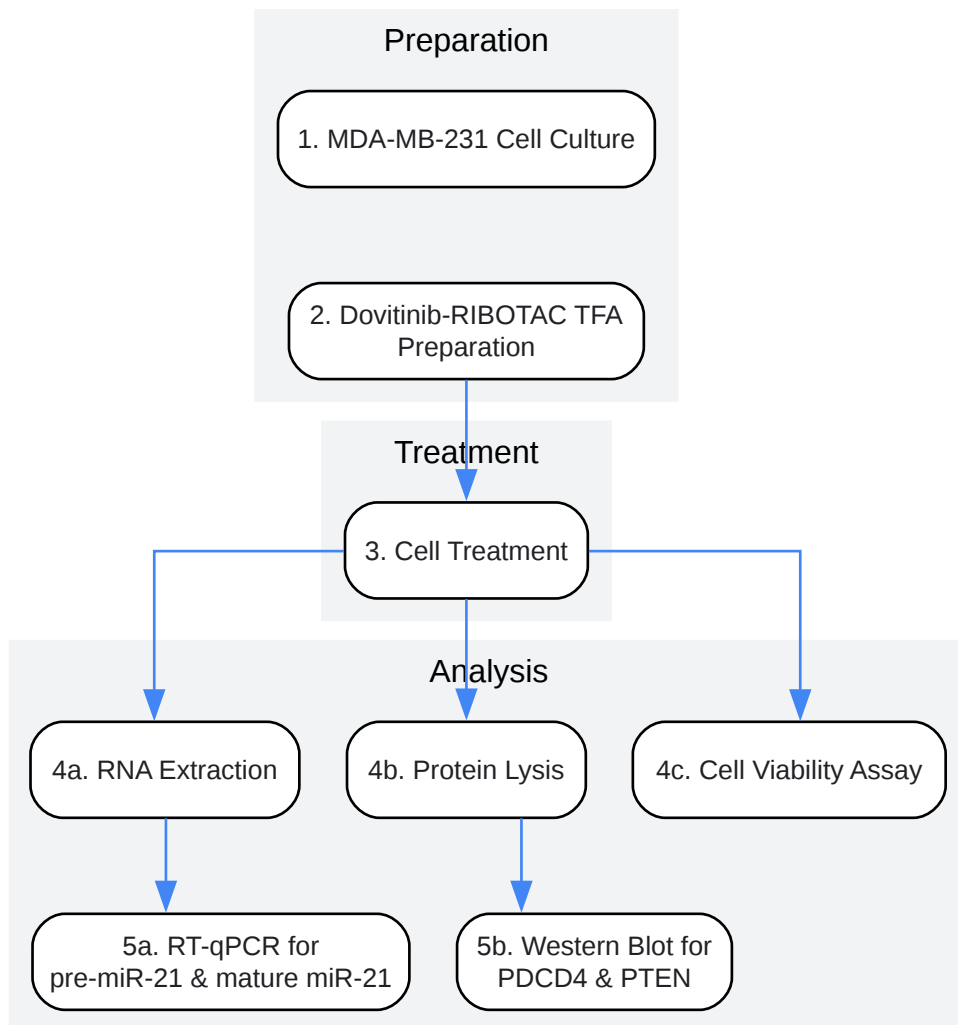 Preparation
1. MDA-MB-231 Cell Culture
2. Dovitinib-RIBOTAC TFA
Preparation
Treatment
3. Cell Treatment
Analysis
4a. RNA Extraction
4b. Protein Lysis
4c. Cell Viability Assay
5a. RT-qPCR for
pre-miR-21 & mature miR-21
5b. Western Blot for
PDCD4 & PTEN